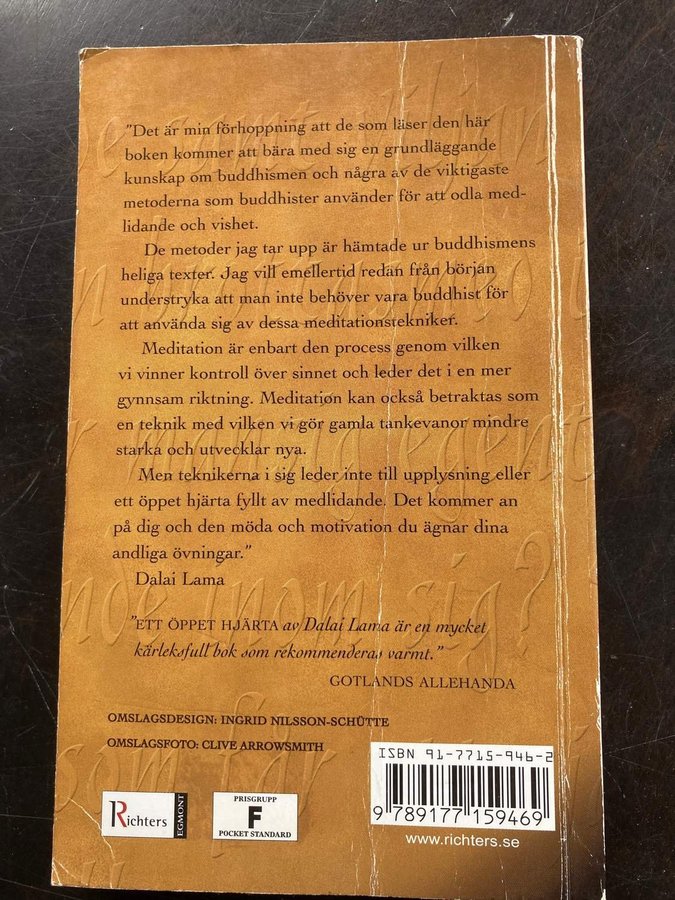 "Det är min förhoppning att de som läser den här
boken kommer att bära med sig en grundläggande
kunskap om buddhismen och några av de viktigaste
metoderna som buddhister använder för att odla med-
lidande och vishet.
De metoder jag tar upp är hämtade ur buddhismens
heliga texter. Jag vill emellertid redan från början
understryka att man inte behöver vara buddhist för
att använda sig av dessa meditationstekniker.
Meditation är enbart den process genom vilken
vi vinner kontroll över sinnet och leder det i en mer
gynnsam riktning. Meditation kan också betraktas som
en teknik med vilken vi gör gamla tankevanor mindre
starka och utvecklar nya.
Men teknikerna i sig leder inte till upplysning eller
ett öppet hjärta fyllt av medlidande. Det kommer an
på dig och den möda och motivation du ägnar dina
andliga övningar."
Dalai Lama
"ETT ÖPPET HJÄRTA av Dalai Lama är en mycket
kärleksfull bok som rekommenderas varmt."
GOTLANDS ALLEHANDA
OMSLAGSDESIGN: INGRID NILSSON-SCHÜTTE
OMSLAGSFOTO: CLIVE ARROWSMITH
ISBN 91-7715-946-2
9 789177 159469
www.richters.se
Richters
EGMONT
PRISGRUPP
F
POCKET STANDARD